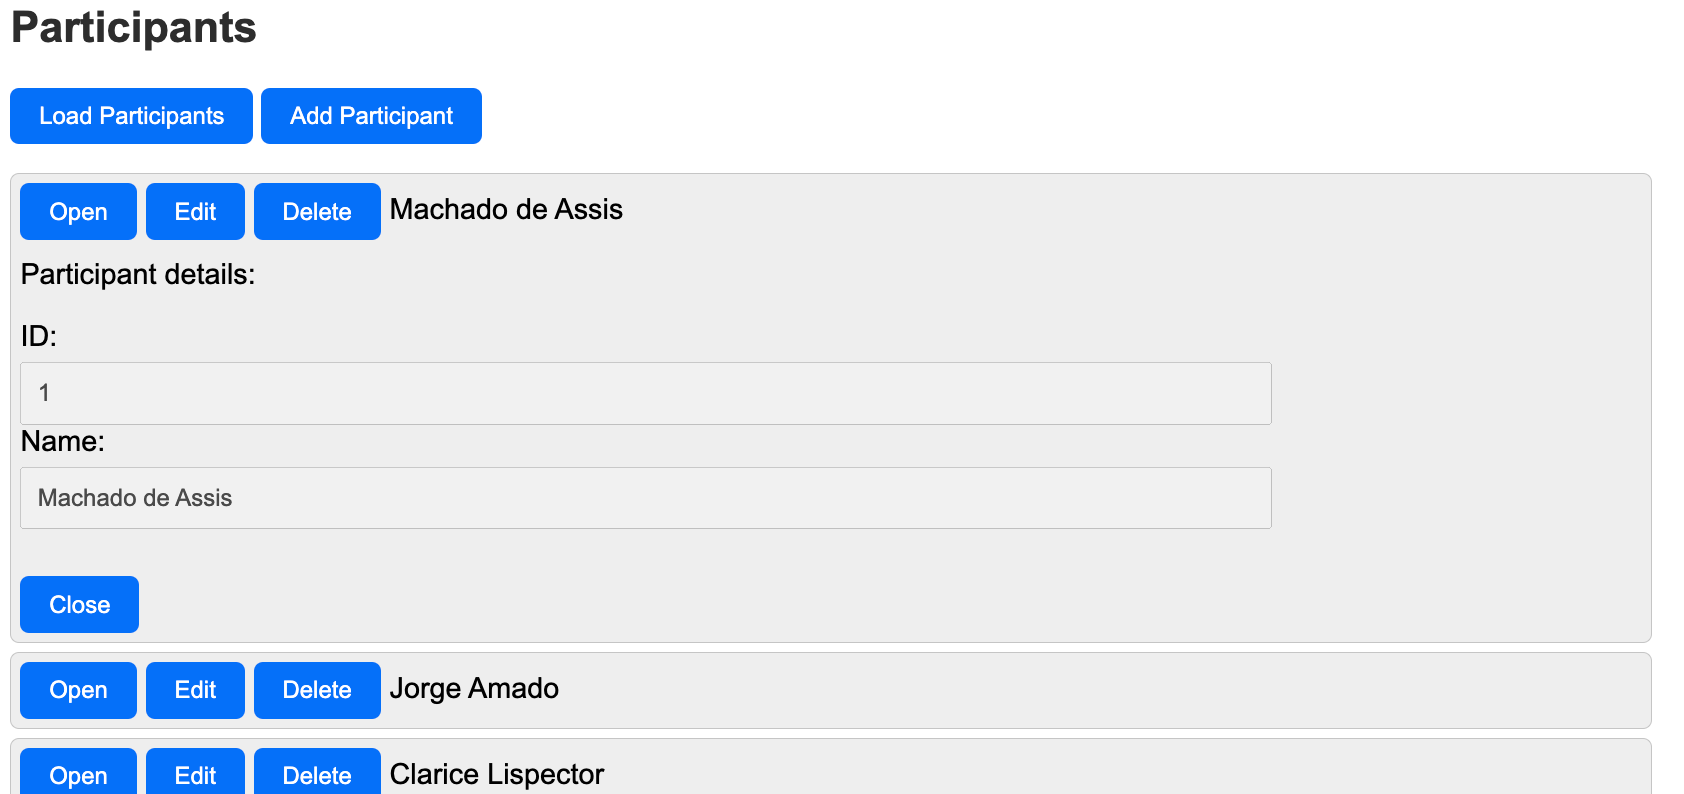 Participants
Load Participants Add Participant
Open Edit Delete Machado de Assis
Participant details:
ID:
1
Name:
Machado de Assis
Close
Open Edit Delete Jorge Amado
Open Edit Delete Clarice Lispector